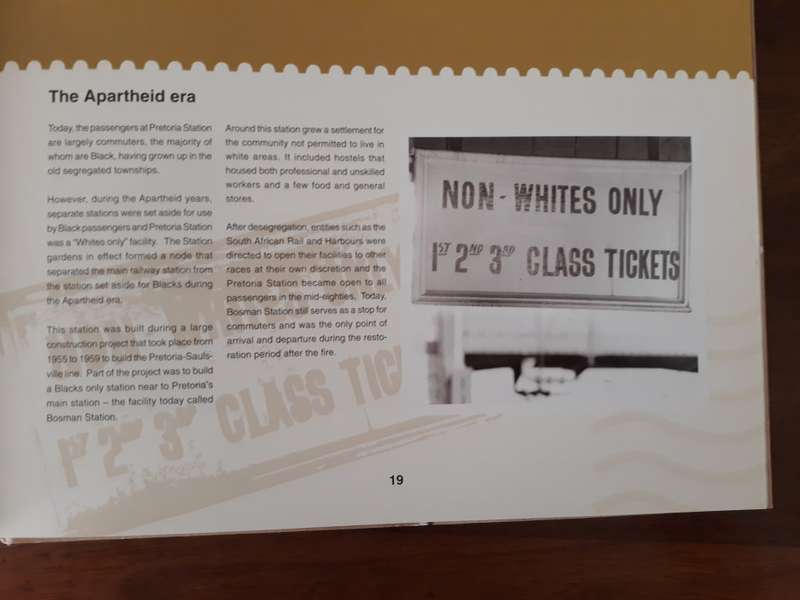 The Apartheid era
Today, the passengers at Pretoria Station
are largely commuters, the majority of
whom are Black, having grown up in the
old segregated townships.
However, during the Apartheid years,
separate stations were set aside for use
by Black passengers and Pretoria Station
was a "Whites only" facility. The Station
gardens in effect formed a node that
separated the main railway station from
the station set aside for Blacks during
the Apartheid era.
This station was built during a large
construction project that took place from
1955 to 1959 to build the Pretoria-Sauls-
ville line. Part of the project was to build
a Blacks only station near to Pretoria's
main station – the facility today called
Bosman Station.
Around this station grew a settlement for
the community not permitted to live in
white areas. It included hostels that
housed both professional and unskilled
workers and a few food and general
stores.
After desegregation, entities such as the
South African Rail and Harbours were
directed to open their facilities to other
races at their own discretion and the
Pretoria Station became open to all
passengers in the mid-eighties. Today,
Bosman Station still serves as a stop for
commuters and was the only point of
arrival and departure during the resto-
ration period after the fire.
NON-WHITES ONLY
1ST 2ND 3RD CLASS TICKETS
1ST 2ND 3RD CLASS TIC
19